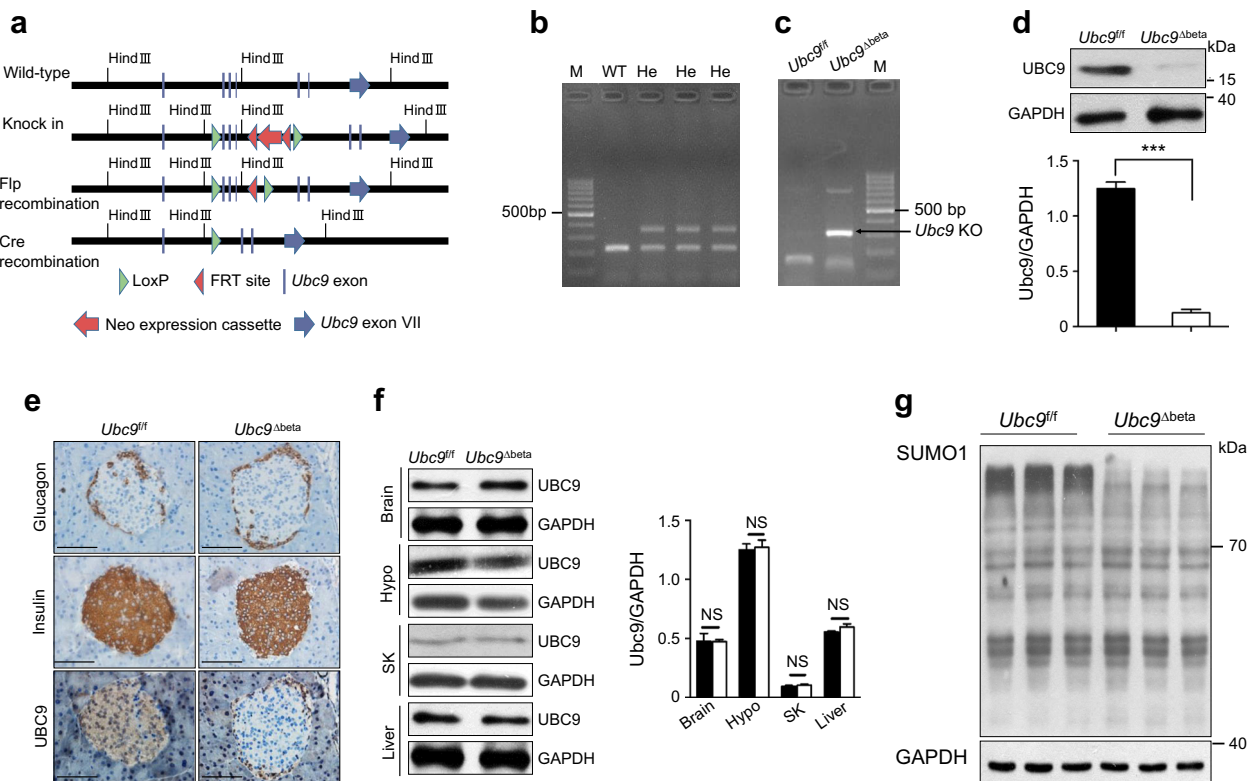 a
Hind III Hind III Hind III
Wild-type
Hind III Hind III Hind III Hind III
Knock in
Hind III Hind III Hind III Hind III
Flp
recombination
Hind III Hind III Hind III
Cre
recombination
LoxP FRT site Ubc9 exon
Neo expression cassette Ubc9 exon VII
b
M WT He He He
500bp
c
Ubc9f/f Ubc9Δbeta M
500 bp
Ubc9 KO
d
Ubc9f/f Ubc9Δbeta kDa
UBC9
15
40
GAPDH
***
1.5
1.0
1.5
0
Ubc9/GAPDH
e
Ubc9f/f Ubc9Δbeta
Glucagon
Insulin
UBC9
f
Ubc9f/f Ubc9Δbeta
Brain
UBC9
GAPDH
Hypo
UBC9
GAPDH
SK
UBC9
GAPDH
Liver
UBC9
GAPDH
1.5
1.0
0.5
0
Ubc9/GAPDH
NS NS NS NS
Brain Hypo SK Liver
g
Ubc9f/f Ubc9Δbeta
SUMO1 kDa
70
40
GAPDH